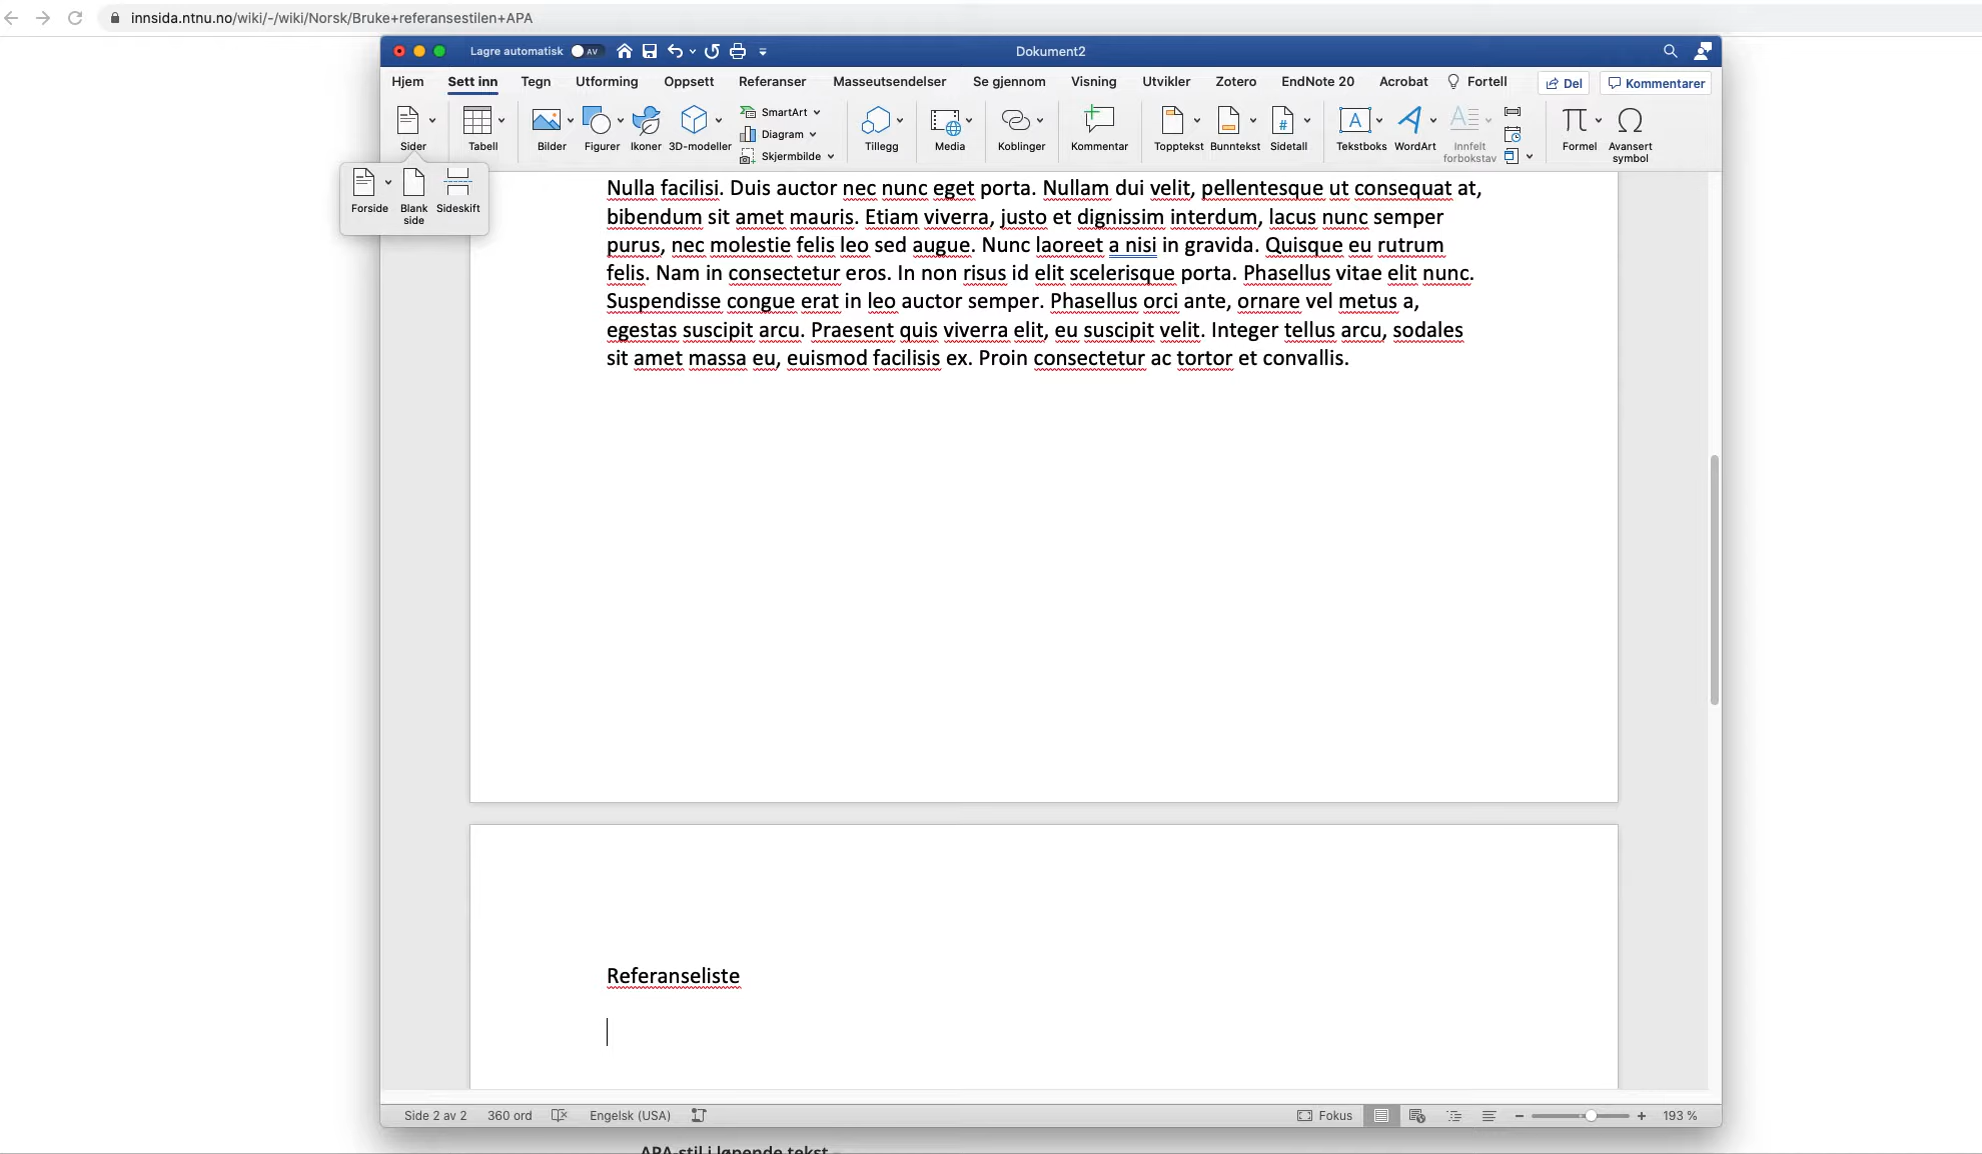 innsida.ntnu.no/wiki/-/wiki/Norsk/Bruke+referansestilen+APA
Lagre automatisk AV Dokument2
Hjem Sett inn Tegn Utforming Oppsett Referanser Masseutsendelser Se gjennom Visning Utvikler Zotero EndNote 20 Acrobat Fortell Del Kommentarer
SmartArt
Diagram
Skjermbilde
Sider Tabell Bilder Figurer Ikoner 3D-modeller Tillegg Media Koblinger Kommentar Topptekst Bunntekst Sidetall Tekstboks WordArt Innfelt forbokstav Formel Avansert symbol
Forside Blank side Sideskift
Nulla facilisi. Duis auctor nec nunc eget porta. Nullam dui velit, pellentesque ut consequat at,
bibendum sit amet mauris. Etiam viverra, justo et dignissim interdum, lacus nunc semper
purus, nec molestie felis leo sed augue. Nunc laoreet a nisi in gravida. Quisque eu rutrum
felis. Nam in consectetur eros. In non risus id elit scelerisque porta. Phasellus vitae elit nunc.
Suspendisse congue erat in leo auctor semper. Phasellus orci ante, ornare vel metus a,
egestas suscipit arcu. Praesent quis viverra elit, eu suscipit velit. Integer tellus arcu, sodales
sit amet massa eu, euismod facilisis ex. Proin consectetur ac tortor et convallis.
Referanseliste
Side 2 av 2 360 ord Engelsk (USA) Fokus 193 %
APA-stil i løpende tekst